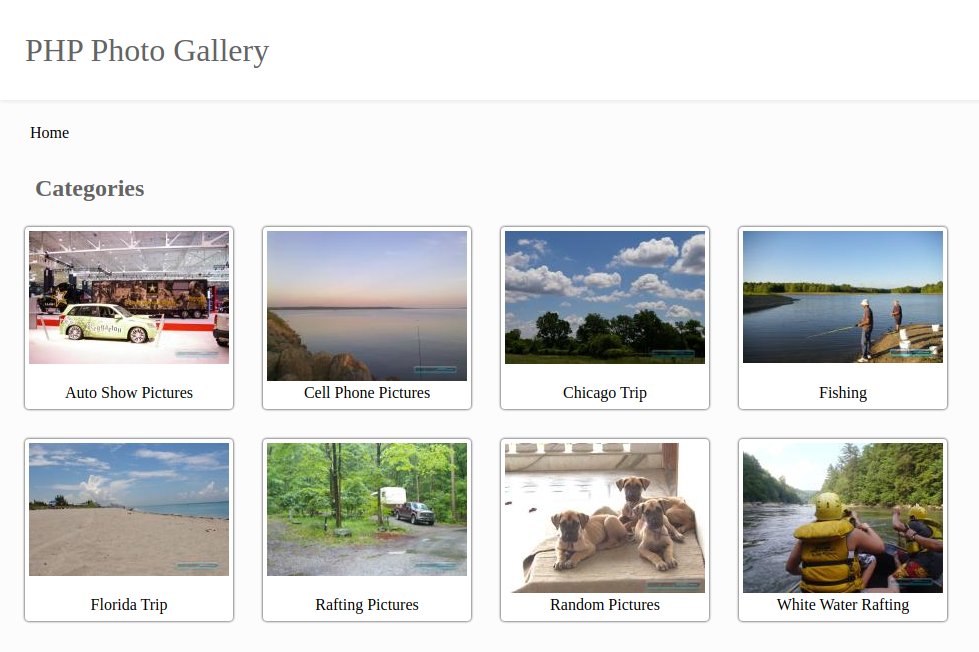 PHP Photo Gallery
Home
Categories
Auto Show Pictures
Cell Phone Pictures
Chicago Trip
Fishing
Florida Trip
Rafting Pictures
Random Pictures
White Water Rafting